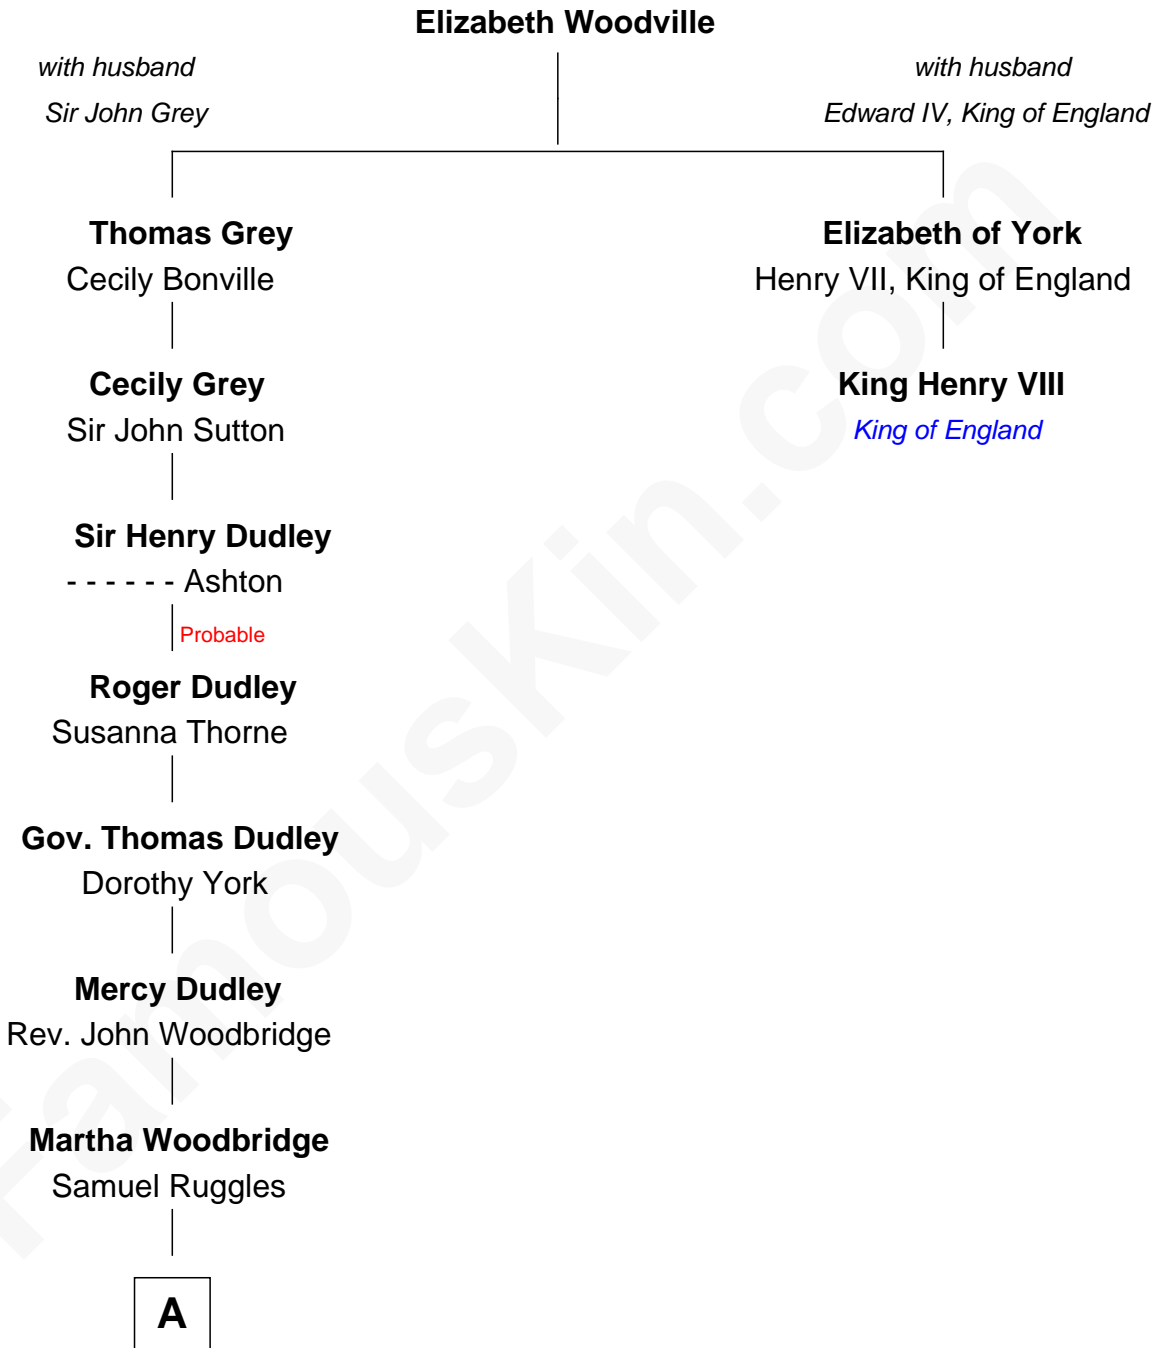 Elizabeth Woodville
with husband
Sir John Grey
with husband
Edward IV, King of England
Thomas Grey
Cecily Bonville
Elizabeth of York
Henry VII, King of England
Cecily Grey
Sir John Sutton
King Henry VIII
King of England
Sir Henry Dudley
- - - - - - Ashton
Probable
Roger Dudley
Susanna Thorne
Gov. Thomas Dudley
Dorothy York
Mercy Dudley
Rev. John Woodbridge
Martha Woodbridge
Samuel Ruggles
A
FamousKin.com